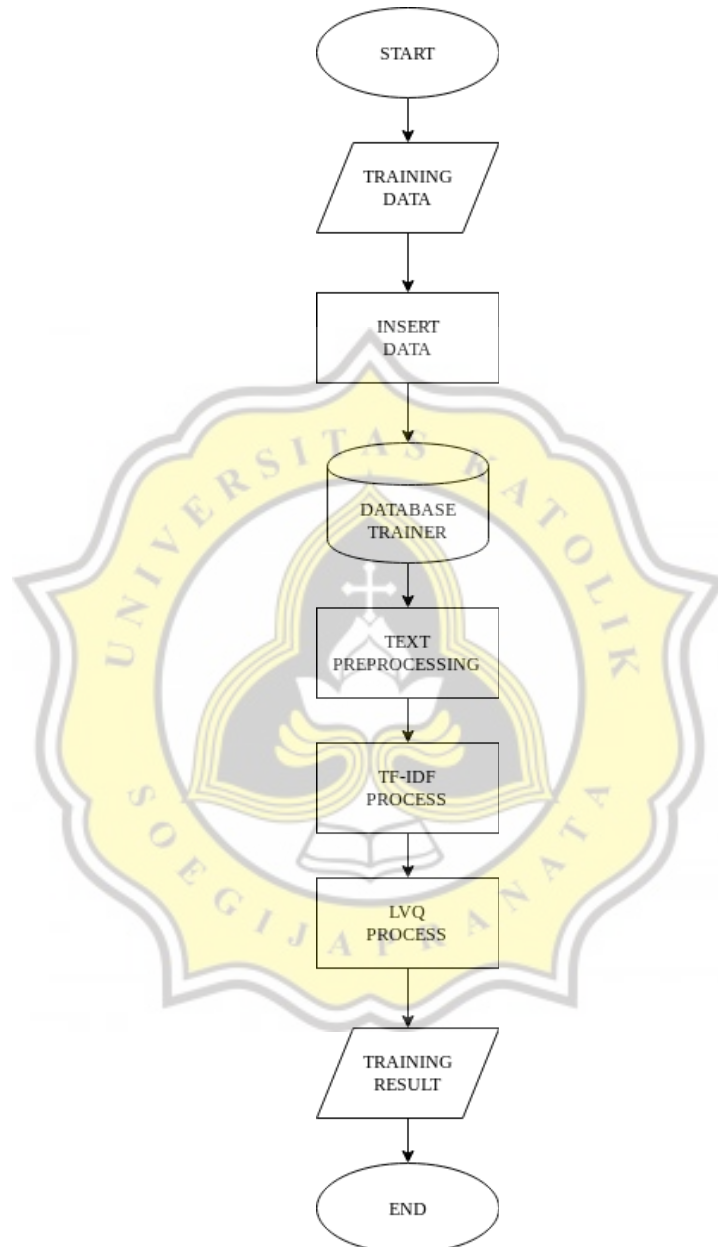 START
TRAINING
DATA
INSERT
DATA
UNIVERSITAS KATOLIK
DATABASE
TRAINER
TEXT
PREPROCESSING
TF-IDF
PROCESS
SOEGIJAPRANATA
LVQ
PROCESS
TRAINING
RESULT
END